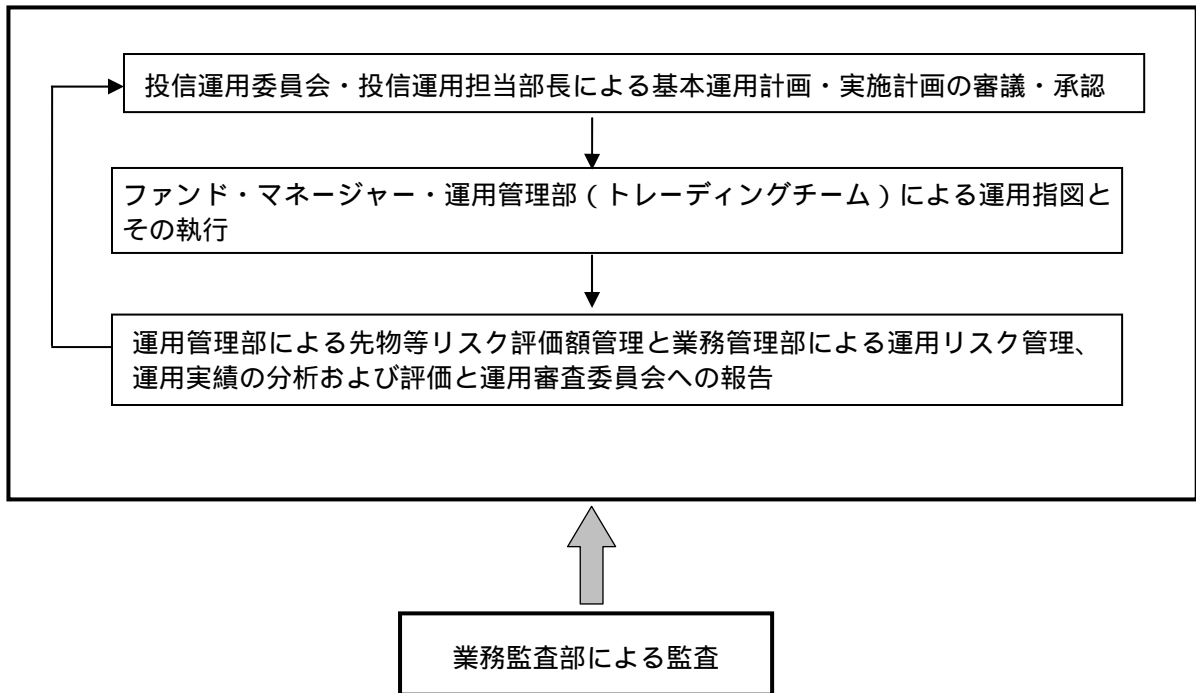 投信運用委員会・投信運用担当部長による基本運用計画・実施計画の審議・承認
ファンド・マネージャー・運用管理部（トレーディングチーム）による運用指図と
その執行
運用管理部による先物等リスク評価額管理と業務管理部による運用リスク管理、
運用実績の分析および評価と運用審査委員会への報告
業務監査部による監査